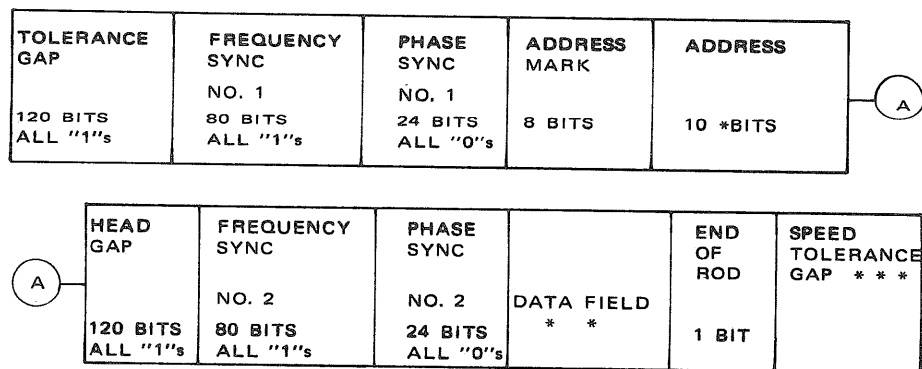 TOLERANCE
GAP
120 BITS
ALL "1"s
FREQUENCY
SYNC
NO. 1
80 BITS
ALL "1"s
PHASE
SYNC
NO. 1
24 BITS
ALL "0"s
ADDRESS
MARK
8 BITS
ADDRESS
10 *BITS
A
A
HEAD
GAP
120 BITS
ALL "1"s
FREQUENCY
SYNC
NO. 2
80 BITS
ALL "1"s
PHASE
SYNC
NO. 2
24 BITS
ALL "0"s
DATA FIELD
* *
END
OF
ROD
1 BIT
SPEED
TOLERANCE
GAP * * *